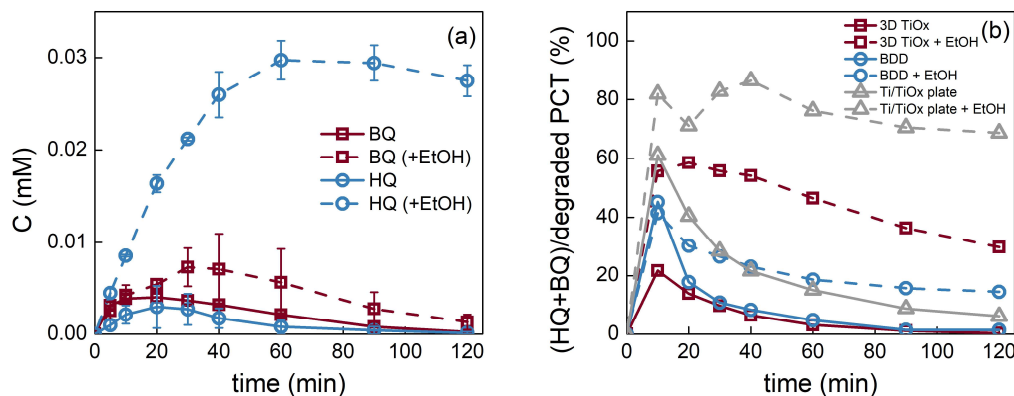 (a)
C (mM)
0.03
0.02
0.01
0.00
BQ
BQ (+EtOH)
HQ
HQ (+EtOH)
0 20 40 60 80 100 120
time (min)
(b)
(HQ+BQ)/degraded PCT (%)
100
80
60
40
20
0
3D TiOx
3D TiOx + EtOH
BDD
BDD + EtOH
Ti/TiOx plate
Ti/TiOx plate + EtOH
0 20 40 60 80 100 120
time (min)